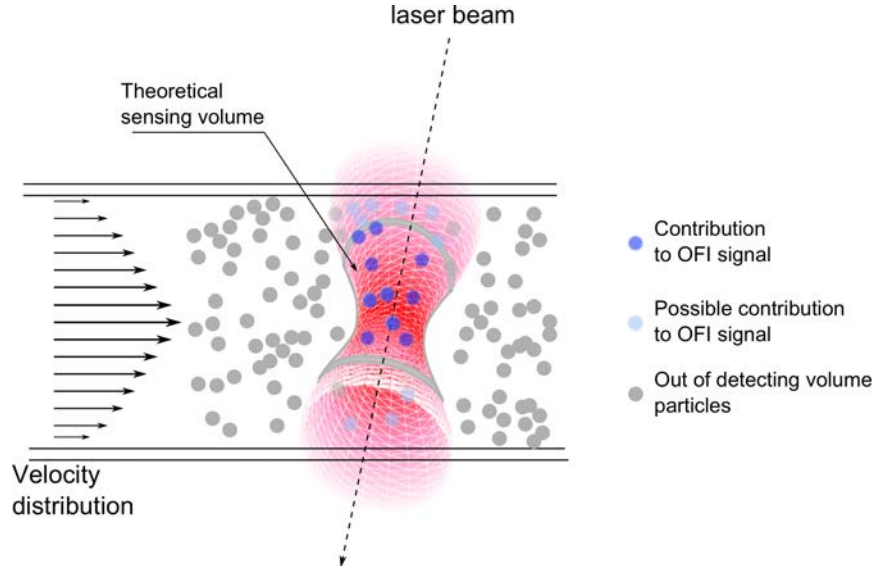 laser beam
Theoretical
sensing volume
Contribution
to OFI signal
Possible contribution
to OFI signal
Out of detecting volume
particles
Velocity
distribution